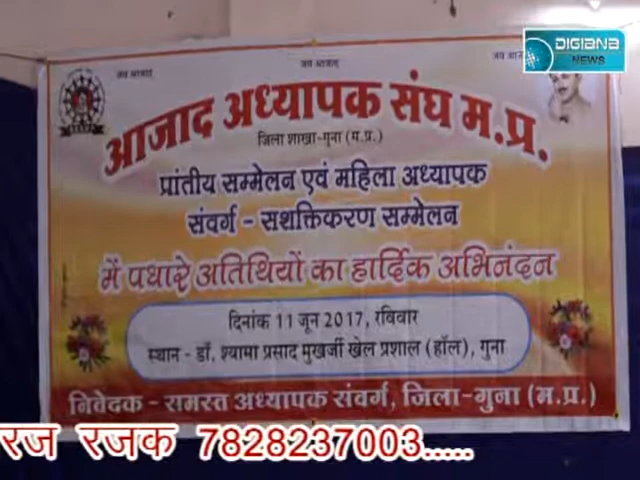 DIGIANA
NEWS
जय आजाद
जय आजाद
आजाद अध्यापक संघ म.प्र.
जिला शाखा-गुना (म.प्र.)
प्रांतीय सम्मेलन एवं महिला अध्यापक
संवर्ग - सशक्तिकरण सम्मेलन
में पधारे अतिथियों का हार्दिक अभिनंदन
दिनांक 11 जून 2017, रविवार
स्थान - डॉ. श्यामा प्रसाद मुखर्जी खेल प्रशाल (हॉल), गुना
निवेदक - समस्त अध्यापक संवर्ग, जिला-गुना (म.प्र.)
रज रजक 7828237003.....